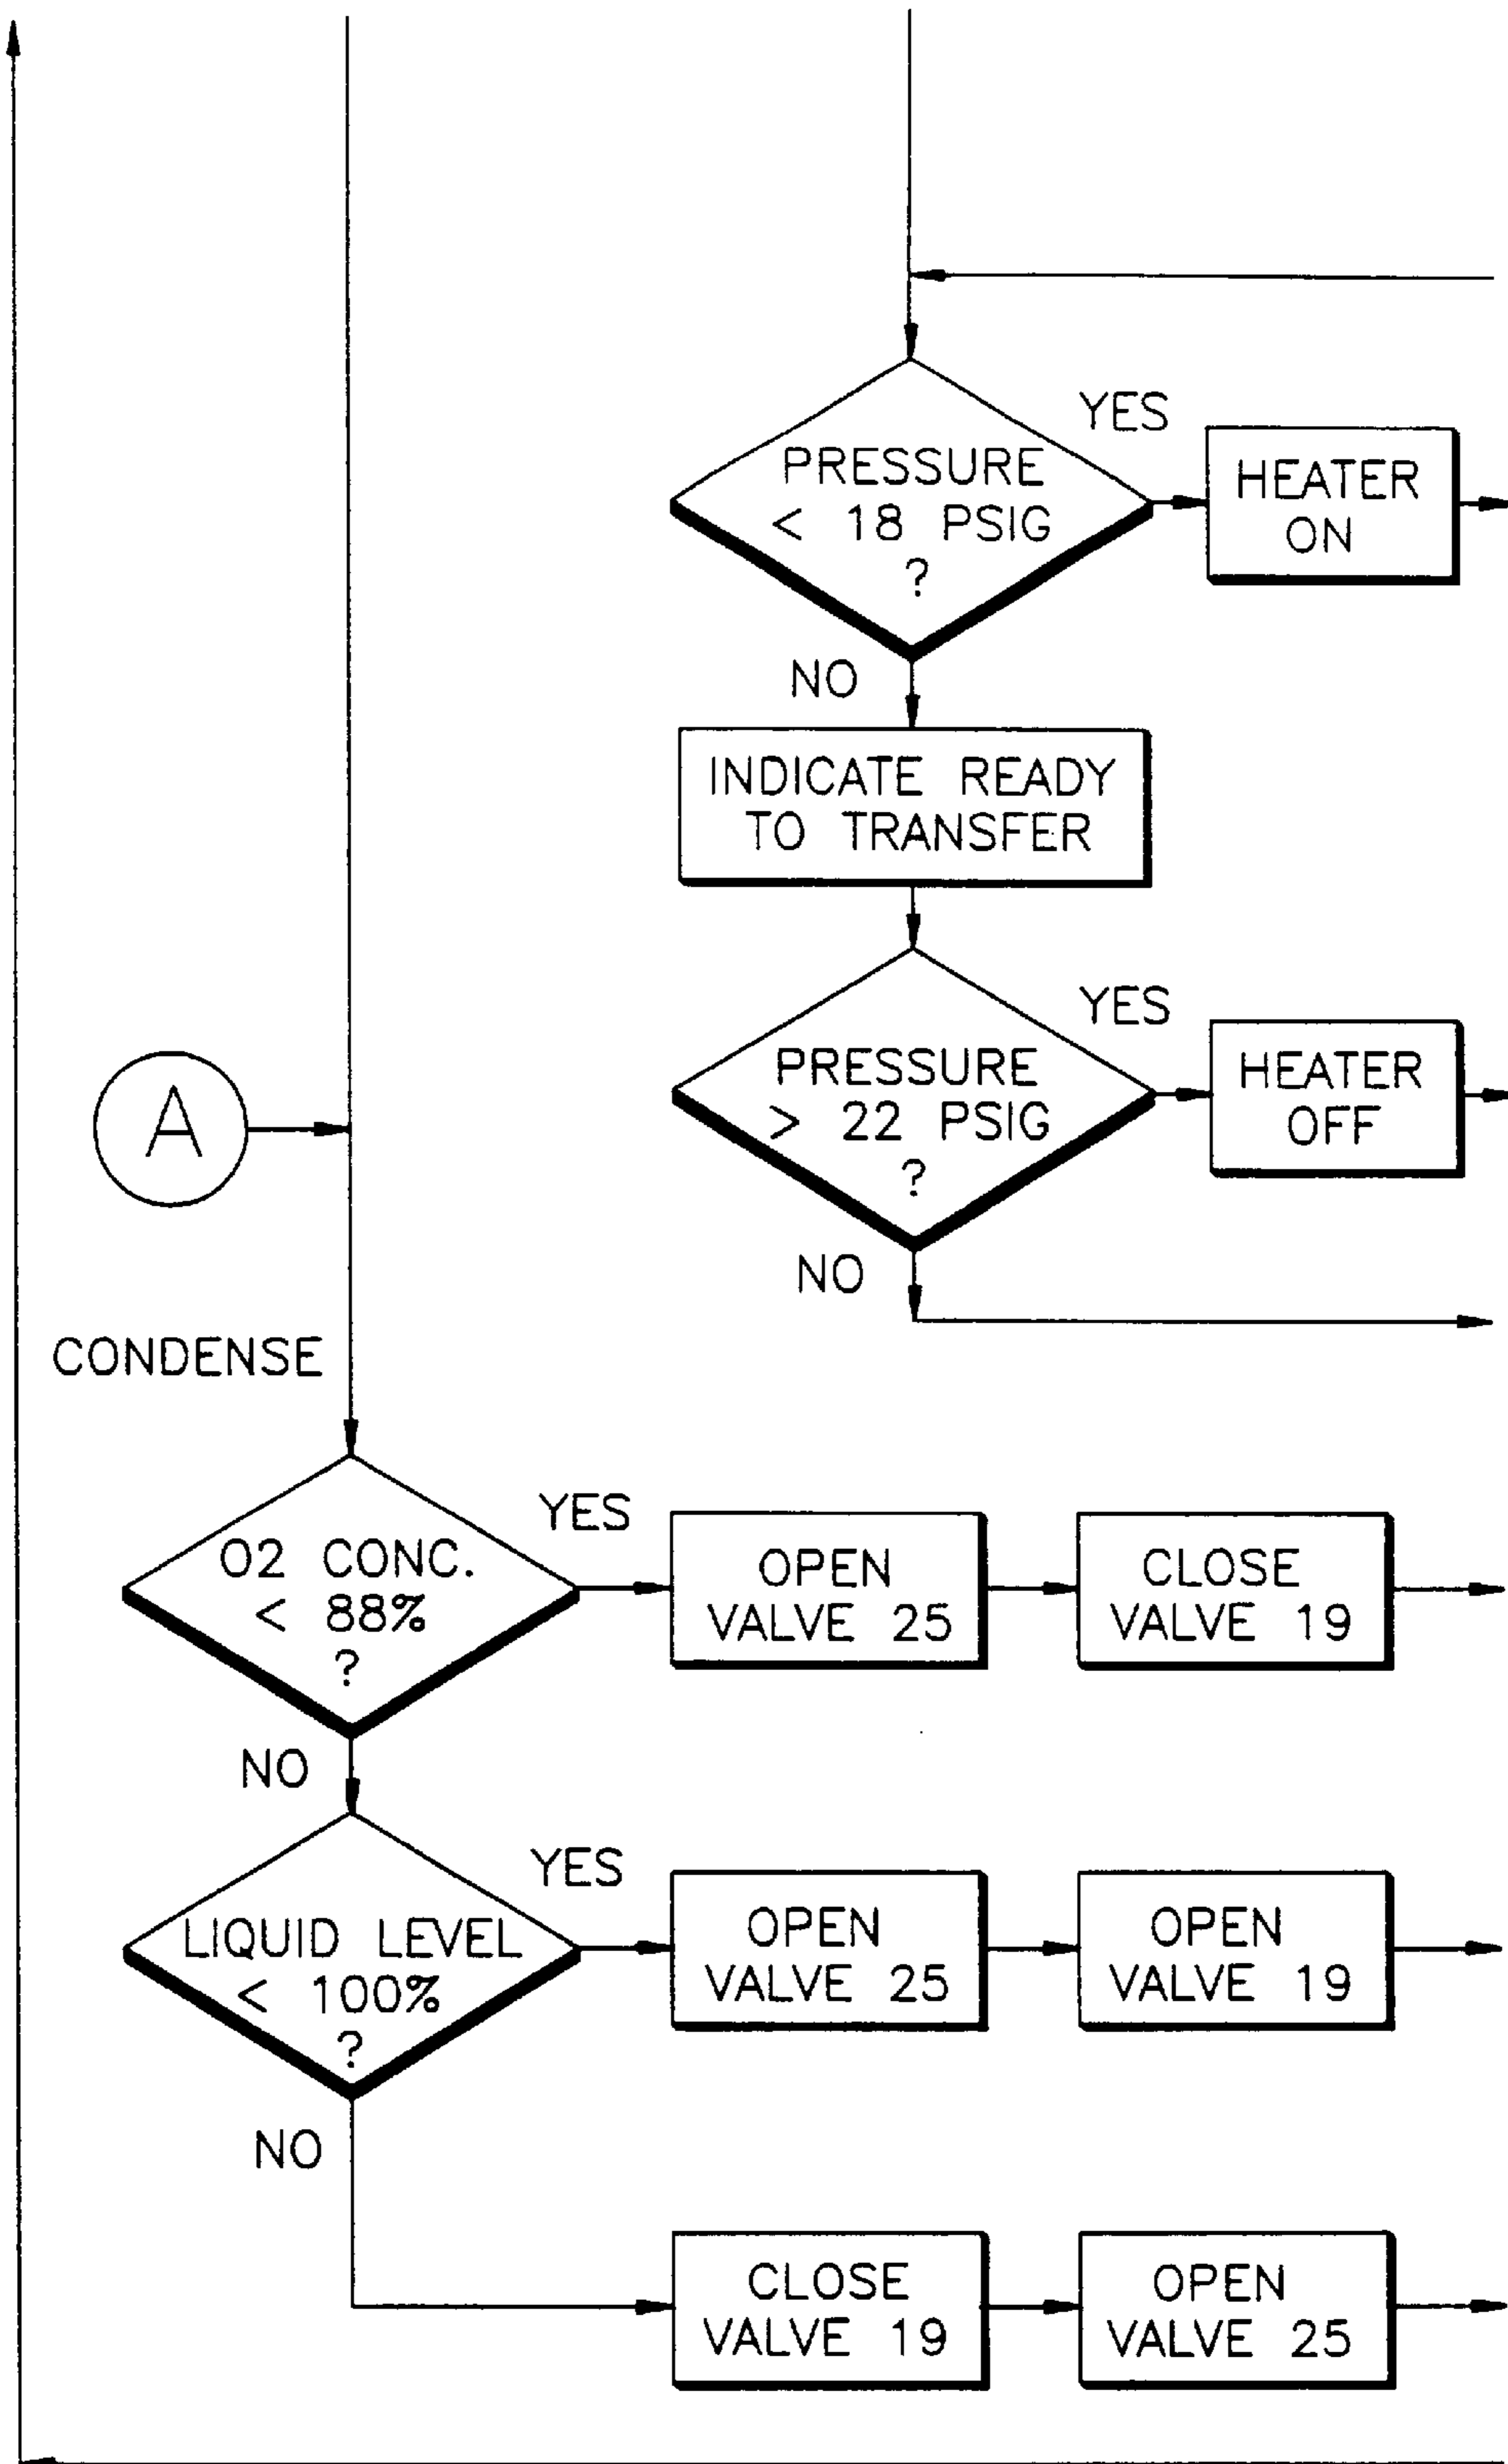 YES
PRESSURE
< 18 PSIG
?
HEATER
ON
NO
INDICATE READY
TO TRANSFER
YES
PRESSURE
> 22 PSIG
?
HEATER
OFF
NO
A
CONDENSE
YES
O2 CONC.
< 88%
?
OPEN
VALVE 25
CLOSE
VALVE 19
NO
YES
LIQUID LEVEL
< 100%
?
OPEN
VALVE 25
OPEN
VALVE 19
NO
CLOSE
VALVE 19
OPEN
VALVE 25